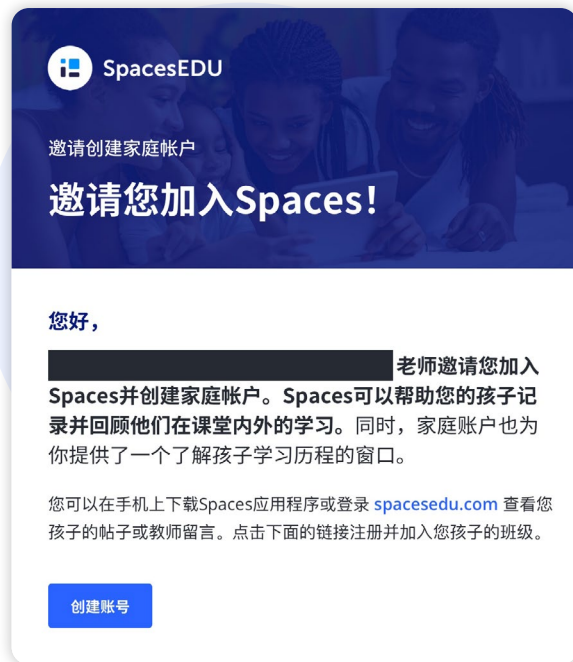 SpacesEDU
邀请创建家庭帐户
邀请您加入Spaces!
您好，
老师邀请您加入
Spaces并创建家庭帐户。Spaces可以帮助您的孩子记
录并回顾他们在课堂内外的学习。同时，家庭账户也为
你提供了一个了解孩子学习历程的窗口。
您可以在手机上下载Spaces应用程序或登录 spacesedu.com 查看您
孩子的帖子或教师留言。点击下面的链接注册并加入您孩子的班级。
创建账号